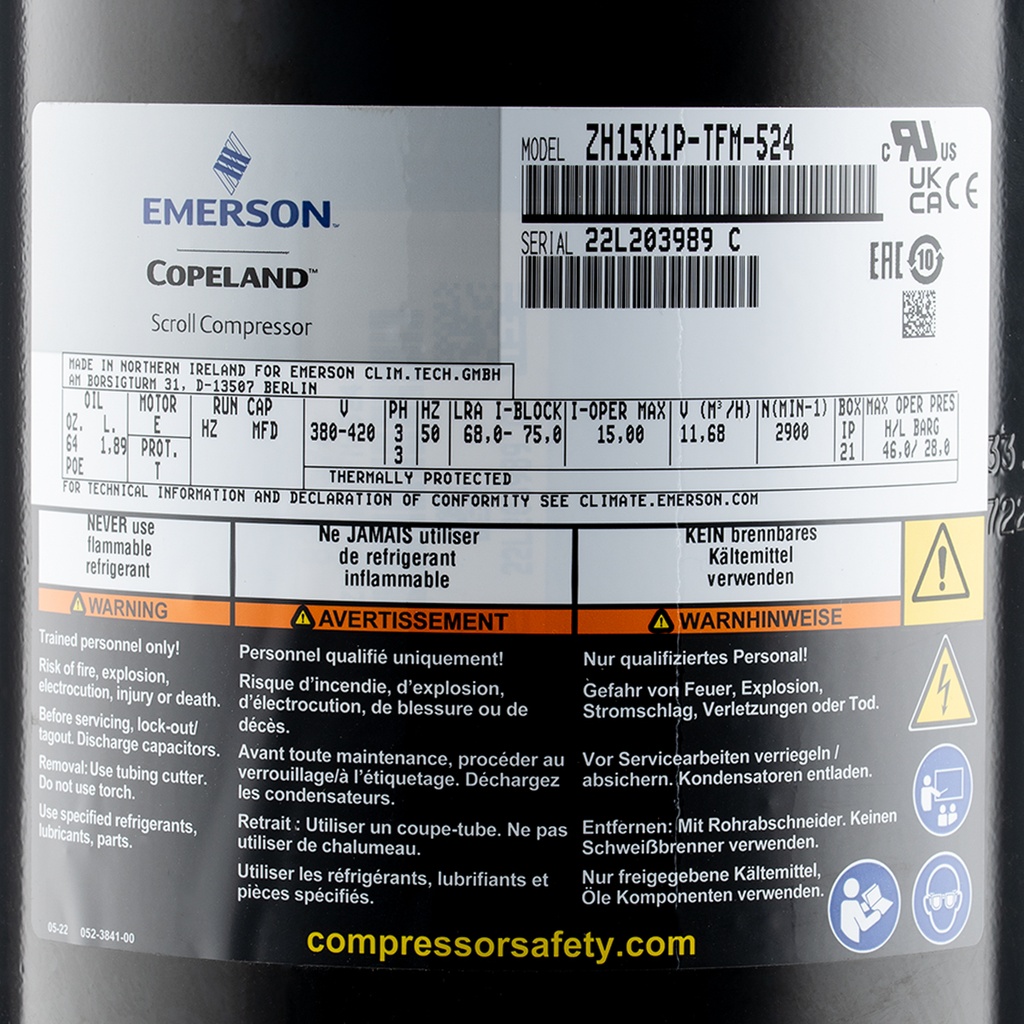 EMERSON™
COPELAND™
Scroll Compressor
MODEL ZH15K1P-TFM-524
SERIAL 22L203989 C
c RU US
UK
CA CE
EAC 10
MADE IN NORTHERN IRELAND FOR EMERSON CLIM.TECH.GMBH
AM BORSIGTURM 31, D-13507 BERLIN
OIL
OZ. L.
64 1,89
POE
MOTOR
E
PROT.
T
RUN CAP
HZ MFD
V
380-420
PH
3
3
HZ
50
LRA I-BLOCK
68,0- 75,0
I-OPER MAX
15,00
V (M³/H)
11,68
N(MIN-1)
2900
BOX
IP
21
MAX OPER PRES
H/L BARG
46,0/ 28,0
THERMALLY PROTECTED
FOR TECHNICAL INFORMATION AND DECLARATION OF CONFORMITY SEE CLIMATE.EMERSON.COM
NEVER use
flammable
refrigerant
WARNING
Trained personnel only!
Risk of fire, explosion,
electrocution, injury or death.
Before servicing, lock-out/
tagout. Discharge capacitors.
Removal: Use tubing cutter.
Do not use torch.
Use specified refrigerants,
lubricants, parts.
Ne JAMAIS utiliser
de refrigerant
inflammable
AVERTISSEMENT
Personnel qualifié uniquement!
Risque d’incendie, d’explosion,
d’électrocution, de blessure ou de
décès.
Avant toute maintenance, procéder au
verrouillage/à l’étiquetage. Déchargez
les condensateurs.
Retrait : Utiliser un coupe-tube. Ne pas
utiliser de chalumeau.
Utiliser les réfrigérants, lubrifiants et
pièces spécifiés.
KEIN brennbares
Kältemittel
verwenden
WARNHINWEISE
Nur qualifiziertes Personal!
Gefahr von Feuer, Explosion,
Stromschlag, Verletzungen oder Tod.
Vor Servicearbeiten verriegeln /
absichern. Kondensatoren entladen.
Entfernen: Mit Rohrabschneider. Keinen
Schweißbrenner verwenden.
Nur freigegebene Kältemittel,
Öle Komponenten verwenden.
05-22 052-3841-00
compressorsafety.com